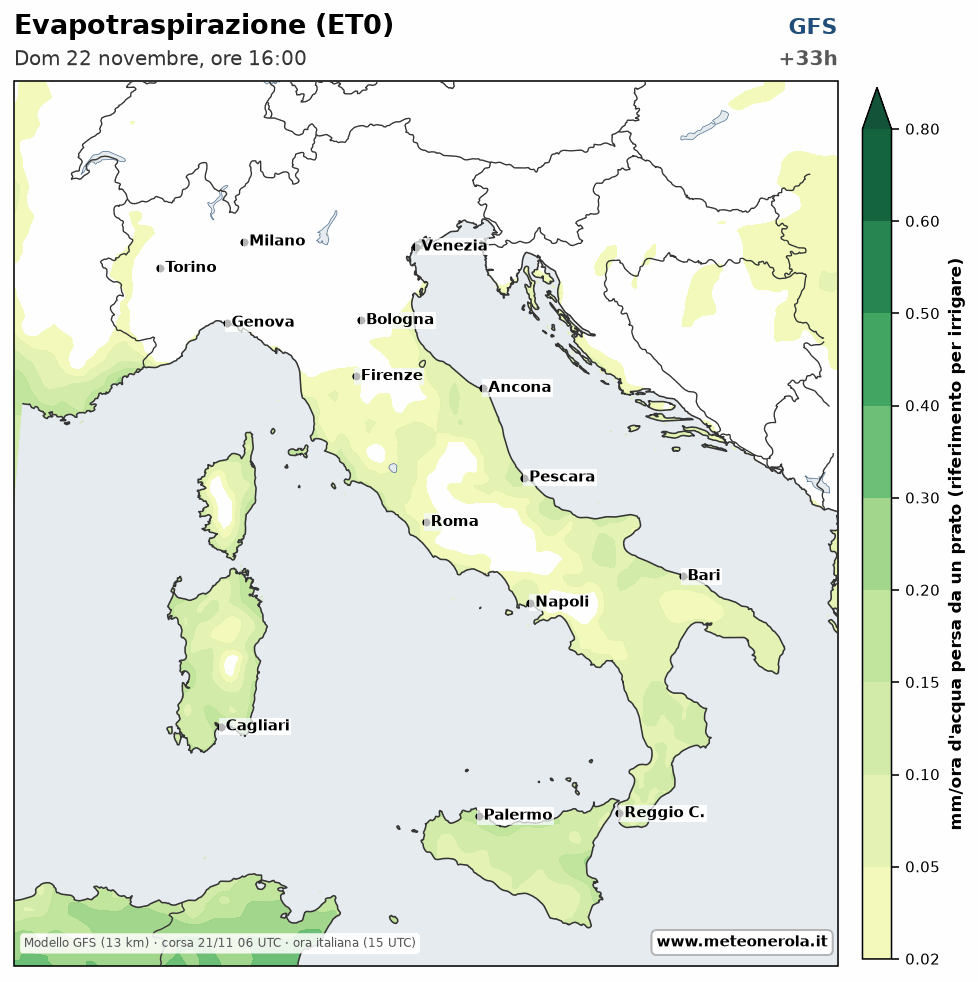 Evapotraspirazione (ET0)
GFS
Dom 22 novembre, ore 16:00
+33h
0.80
0.60
0.50
0.40
0.30
0.20
0.15
0.10
0.05
0.02
mm/ora d'acqua persa da un prato (riferimento per irrigare)
Milano
Venezia
Torino
Genova
Bologna
Firenze
Ancona
Pescara
Roma
Bari
Napoli
Cagliari
Palermo
Reggio C.
Modello GFS (13 km) · corsa 21/11 06 UTC · ora italiana (15 UTC)
www.meteonerola.it